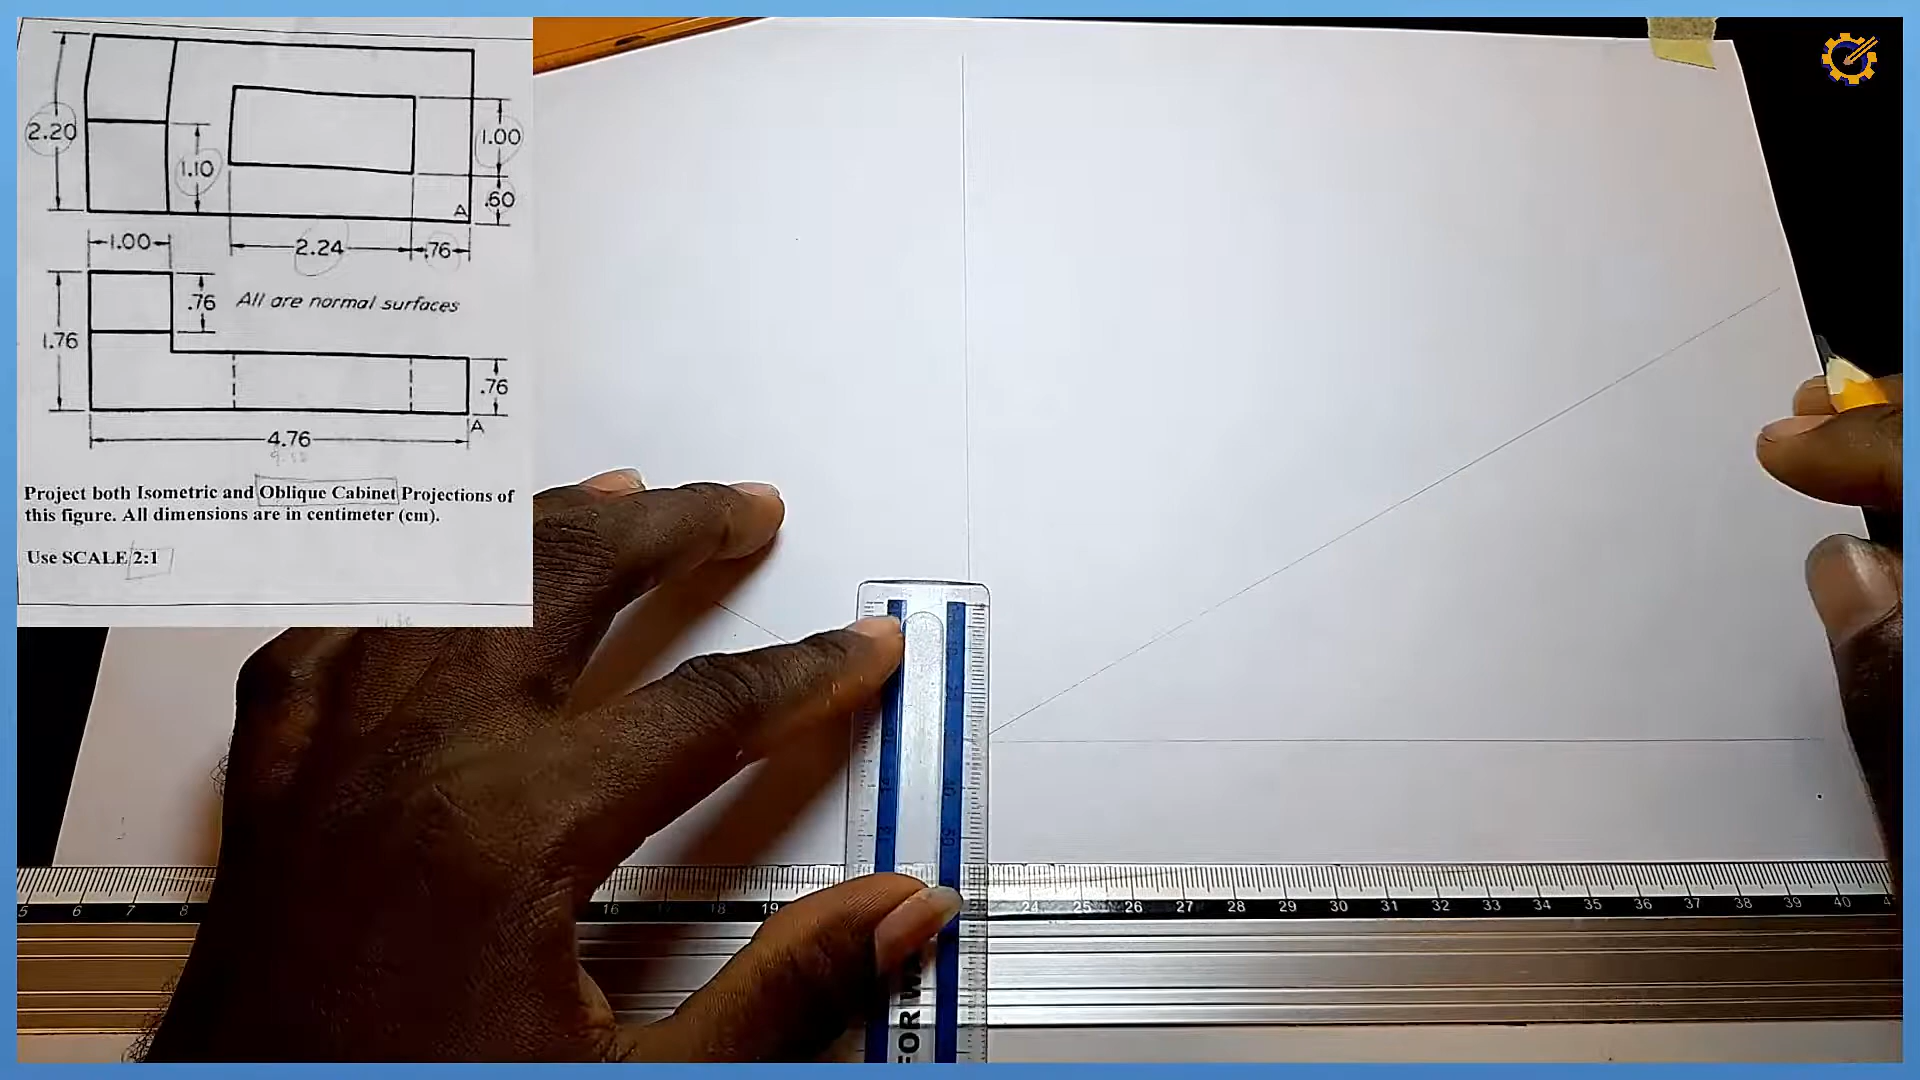 2.20
1.10
1.00
.60
A
1.00
2.24
.76
.76
All are normal surfaces
1.76
.76
A
4.76
Project both Isometric and Oblique Cabinet Projections of
this figure. All dimensions are in centimeter (cm).
Use SCALE 2:1
5 6 7 8 16 18 19 24 25 26 27 28 29 30 31 32 33 34 35 36 37 38 39 40